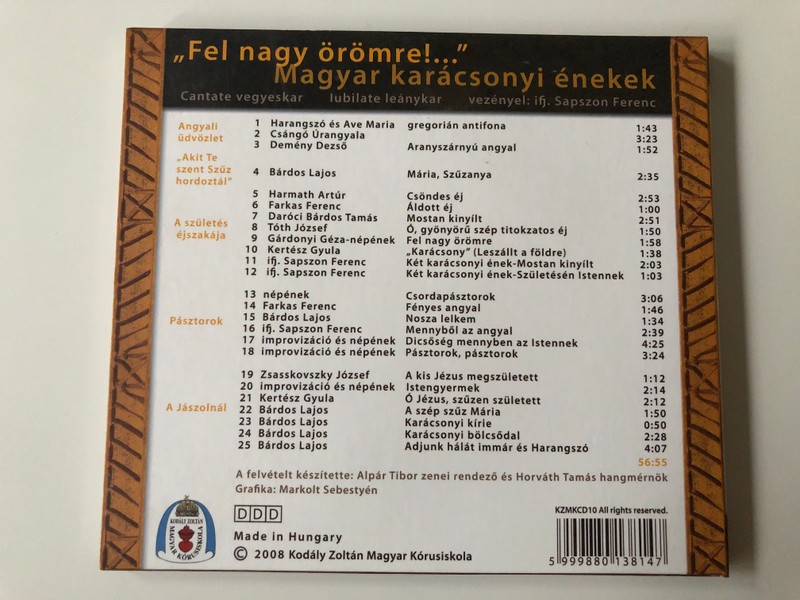 „Fel nagy örömre!...”
Magyar karácsonyi énekek
Cantate vegyeskar Iubilate leánykar vezényel: ifj. Sapszon Ferenc
Angyali üdvözlet
1 Harangszó és Ave Maria gregorián antifona 1:43
2 Csángó Úrangyala 3:23
3 Demény Dezső Aranyszárnyú angyal 1:52
„Akit Te szent Szűz hordoztál”
4 Bárdos Lajos Mária, Szűzanya 2:35
A születés éjszakája
5 Harmath Artúr Csöndes éj 2:53
6 Farkas Ferenc Áldott éj 1:00
7 Daróci Bárdos Tamás Mostan kinyílt 2:51
8 Tóth József Ó, gyönyörű szép titokzatos éj 1:50
9 Gárdonyi Géza-népének Fel nagy örömre 1:58
10 Kertész Gyula „Karácsony” (Leszállt a földre) 1:38
11 ifj. Sapszon Ferenc Két karácsonyi ének-Mostan kinyílt 2:03
12 ifj. Sapszon Ferenc Két karácsonyi ének-Születésén Istennek 1:03
Pásztorok
13 népének Csordapásztorok 3:06
14 Farkas Ferenc Fényes angyal 1:46
15 Bárdos Lajos Nosza lelkem 1:34
16 ifj. Sapszon Ferenc Mennyből az angyal 2:39
17 improvizáció és népének Dicsőség mennyben az Istennek 4:25
18 improvizáció és népének Pásztorok, pásztorok 3:24
A Jászolnál
19 Zsasskovszky József A kis Jézus megszületett 1:12
20 improvizáció és népének Istengyermek 2:14
21 Kertész Gyula Ó Jézus, szűzen született 2:12
22 Bárdos Lajos A szép szűz Mária 1:50
23 Bárdos Lajos Karácsonyi kírie 0:50
24 Bárdos Lajos Karácsonyi bölcsődal 2:28
25 Bárdos Lajos Adjunk hálát immár és Harangszó 4:07
56:55
A felvételt készítette: Alpár Tibor zenei rendező és Horváth Tamás hangmérnök
Grafika: Markolt Sebestyén
KODÁLY ZOLTÁN
MAGYAR KÓRUSISKOLA
DDD
Made in Hungary
© 2008 Kodály Zoltán Magyar Kórusiskola
KZMKCD10 All rights reserved.
5 999880 138147